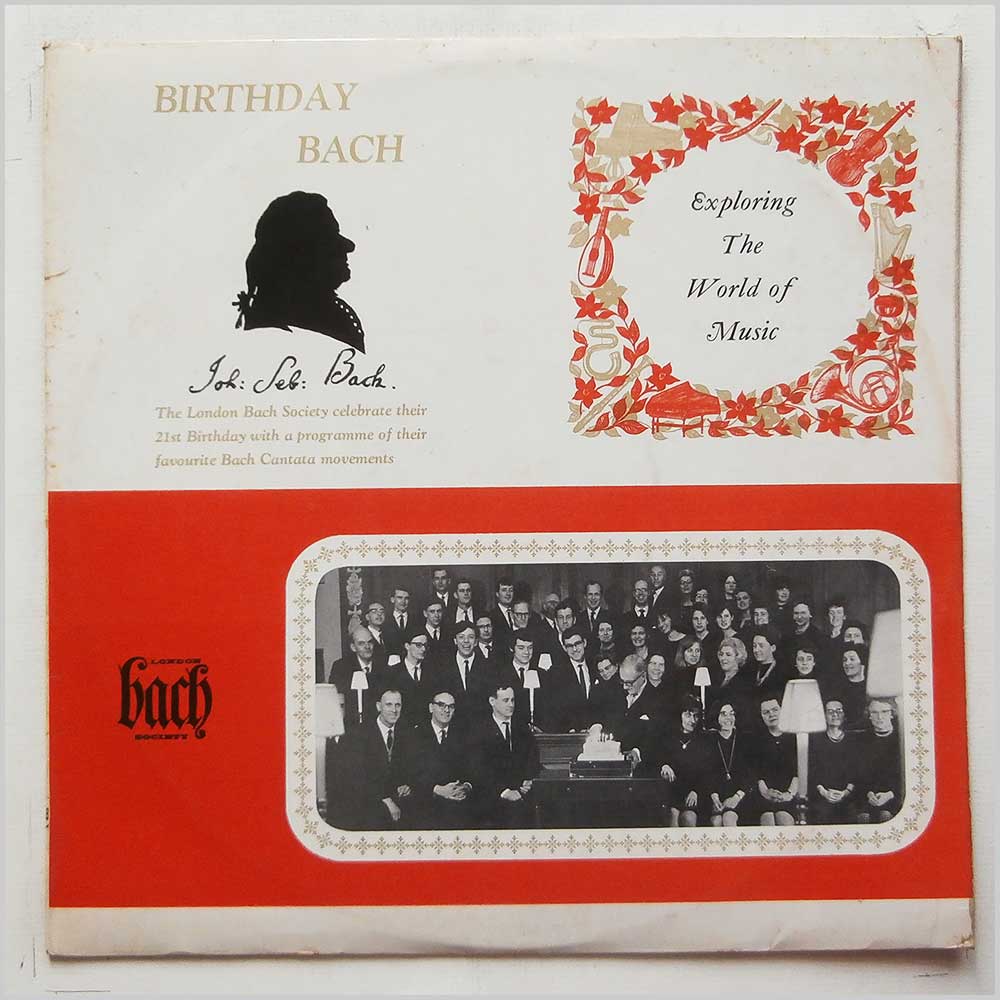 BIRTHDAY
BACH
Joh: Seb: Bach.
The London Bach Society celebrate their
21st Birthday with a programme of their
favourite Bach Cantata movements
Exploring
The
World of
Music
LONDON
bach
SOCIETY